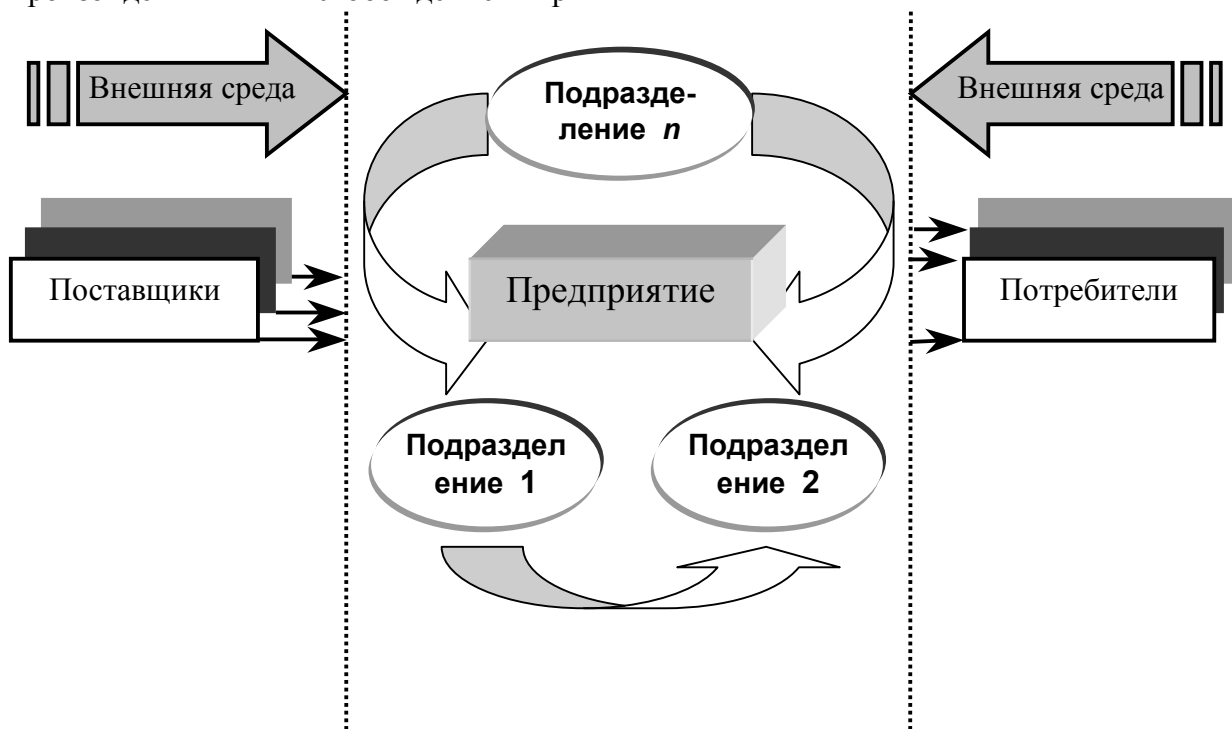 Внешняя среда
Подразде-
ление n
Внешняя среда
Поставщики
Предприятие
Потребители
Подраздел
ение 1
Подраздел
ение 2